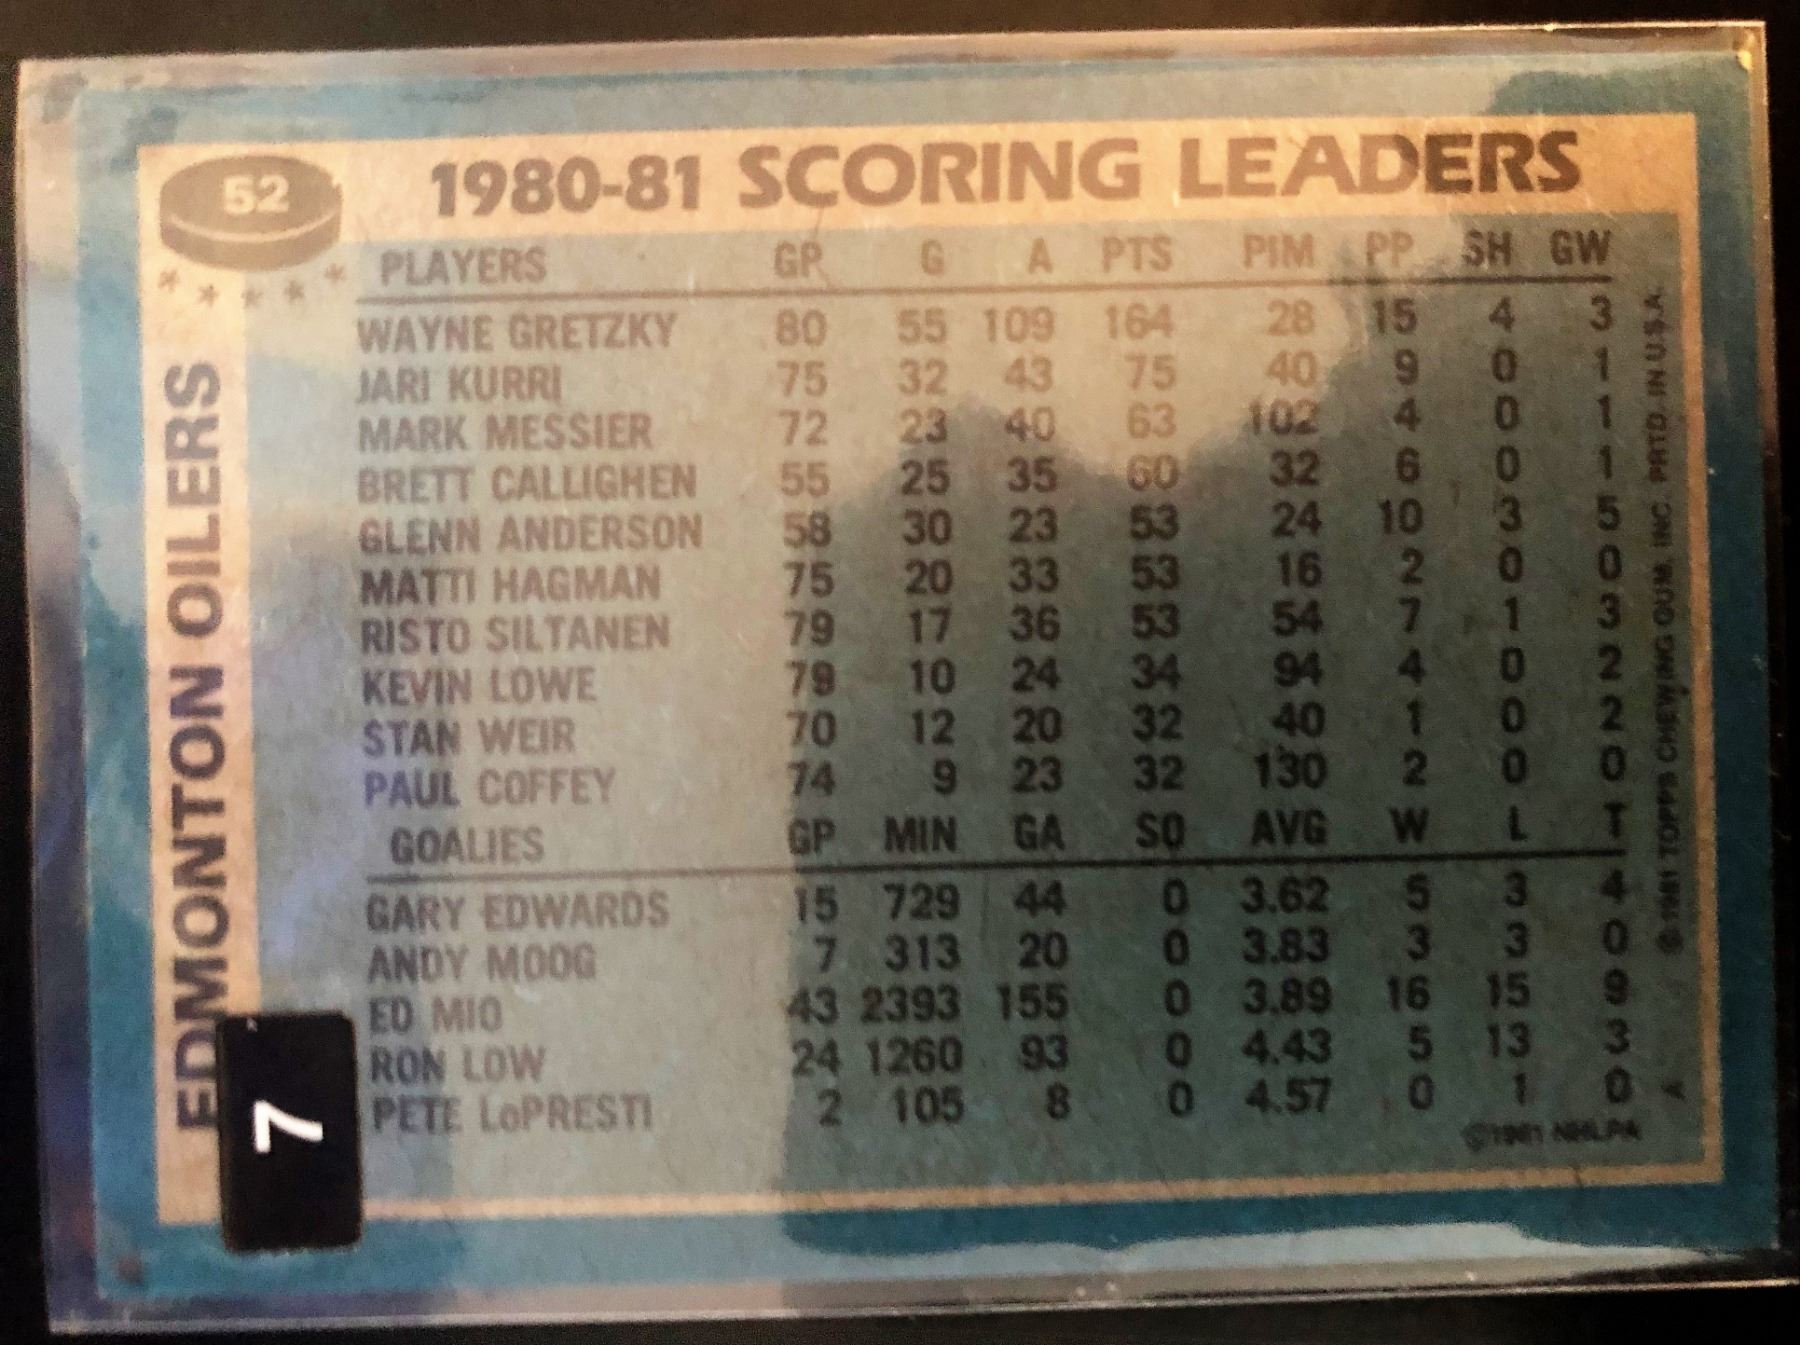 52
1980-81 SCORING LEADERS
EDMONTON OILERS
PLAYERS GP G A PTS PIM PP SH GW
WAYNE GRETZKY 80 55 109 164 28 15 4 3
JARI KURRI 75 32 43 75 40 9 0 1
MARK MESSIER 72 23 40 63 102 4 0 1
BRETT CALLIGHEN 55 25 35 60 32 6 0 1
GLENN ANDERSON 58 30 23 53 24 10 3 5
MATTI HAGMAN 75 20 33 53 16 2 0 0
RISTO SILTANEN 79 17 36 53 54 7 1 3
KEVIN LOWE 79 10 24 34 94 4 0 2
STAN WEIR 70 12 20 32 40 1 0 2
PAUL COFFEY 74 9 23 32 130 2 0 0
GOALIES GP MIN GA SO AVG W L T
GARY EDWARDS 15 729 44 0 3.62 5 3 4
ANDY MOOG 7 313 20 0 3.83 3 3 0
ED MIO 43 2393 155 0 3.89 16 15 9
RON LOW 24 1260 93 0 4.43 5 13 3
PETE LoPRESTI 2 105 8 0 4.57 0 1 0
©1981 NHLPA
A ©1981 TOPPS CHEWING GUM, INC. PRTD. IN U.S.A.
7